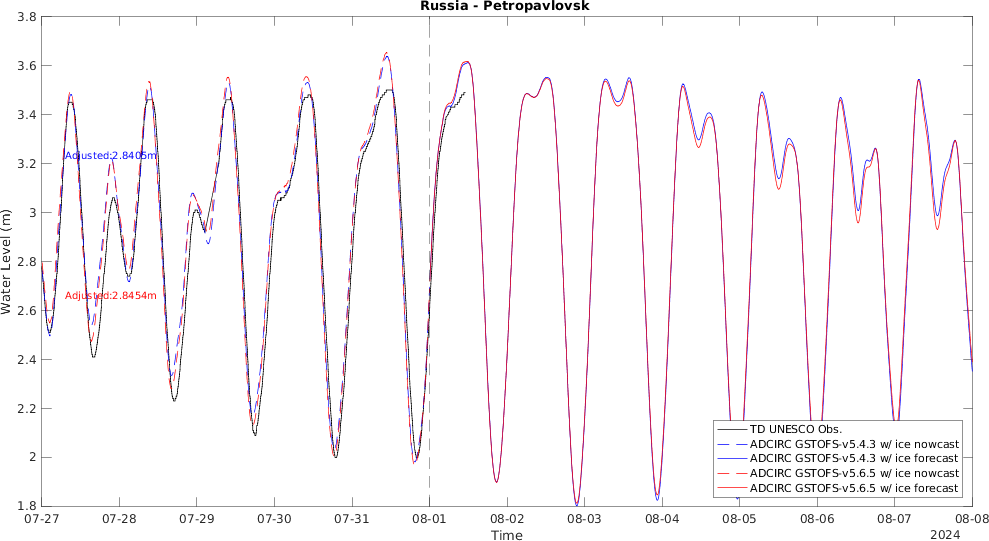 Russia - Petropavlovsk
3.8
3.6
3.4
3.2
3
2.8
2.6
2.4
2.2
2
1.8
Water Level (m)
Adjusted:2.8405m
Adjusted:2.8454m
TD UNESCO Obs.
ADCIRC GSTOFS-v5.4.3 w/ ice nowcast
ADCIRC GSTOFS-v5.4.3 w/ ice forecast
ADCIRC GSTOFS-v5.6.5 w/ ice nowcast
ADCIRC GSTOFS-v5.6.5 w/ ice forecast
07-27 07-28 07-29 07-30 07-31 08-01 08-02 08-03 08-04 08-05 08-06 08-07 08-08
Time
2024